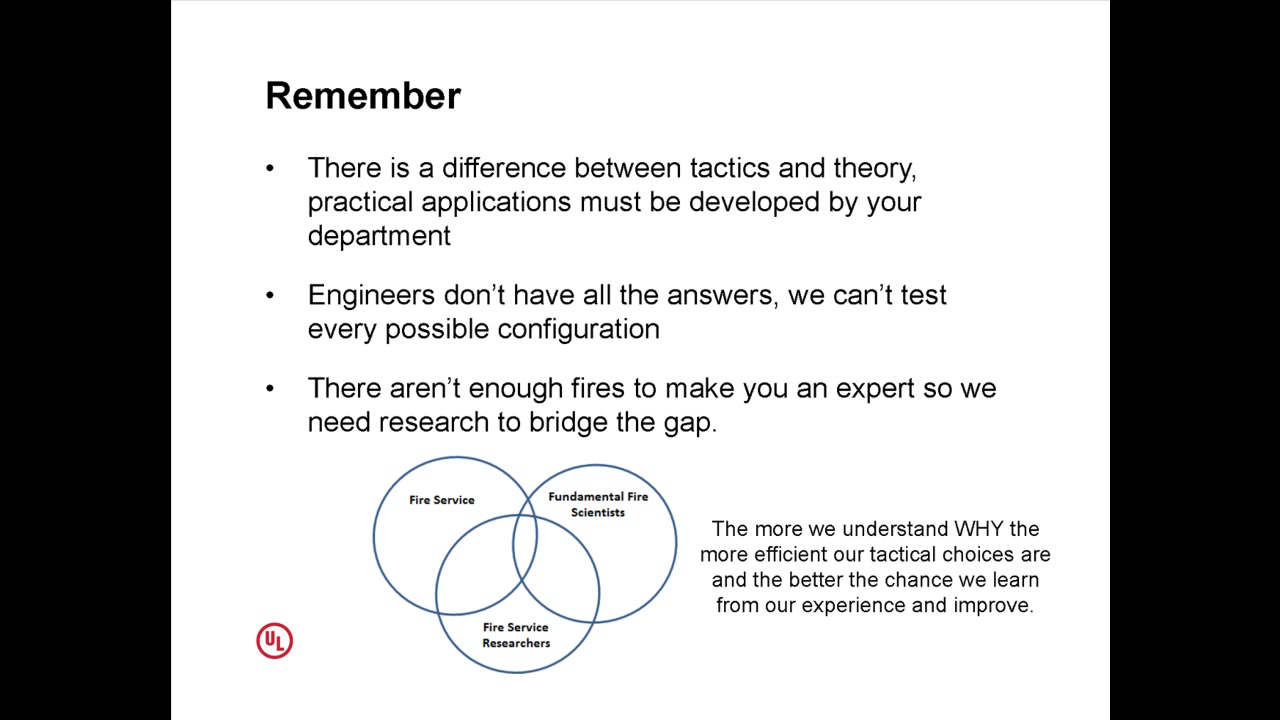 Remember
• There is a difference between tactics and theory,
practical applications must be developed by your
department
• Engineers don’t have all the answers, we can’t test
every possible configuration
• There aren’t enough fires to make you an expert so we
need research to bridge the gap.
Fire Service
Fundamental Fire
Scientists
Fire Service
Researchers
The more we understand WHY the
more efficient our tactical choices are
and the better the chance we learn
from our experience and improve.
UL